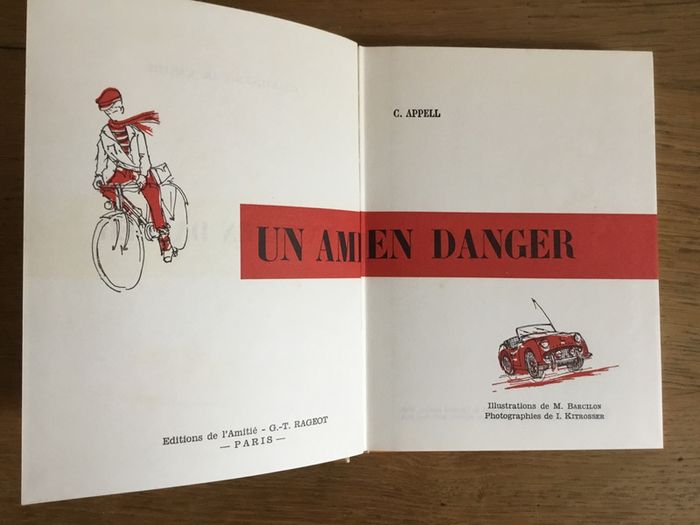 C. APPELL
UN AMI EN DANGER
Illustrations de M. BARCILON
Photographies de I. KITROSSER
Editions de l'Amitié - G.-T. RAGEOT
— PARIS —